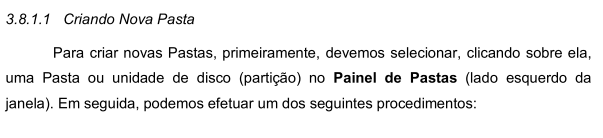 3.8.1.1 Criando Nova Pasta
Para criar novas Pastas, primeiramente, devemos selecionar, clicando sobre ela,
uma Pasta ou unidade de disco (partição) no Painel de Pastas (lado esquerdo da
janela). Em seguida, podemos efetuar um dos seguintes procedimentos: